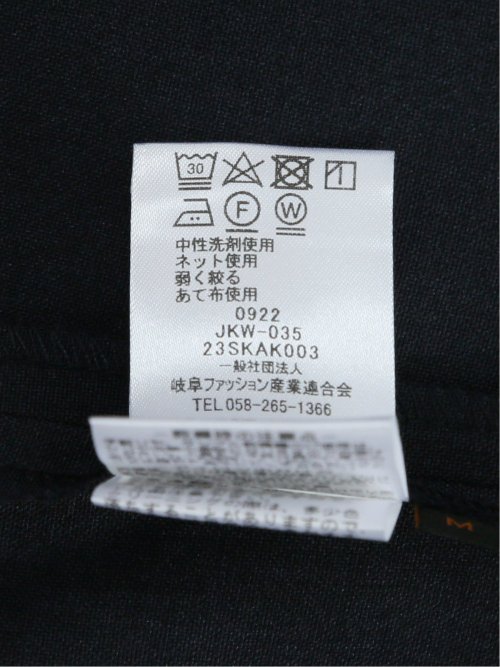 30
F W
中性洗剤使用
ネット使用
弱く絞る
あて布使用
0922
JKW-035
23SKAK003
一般社団法人
岐阜ファッション産業連合会
TEL 058-265-1366
M